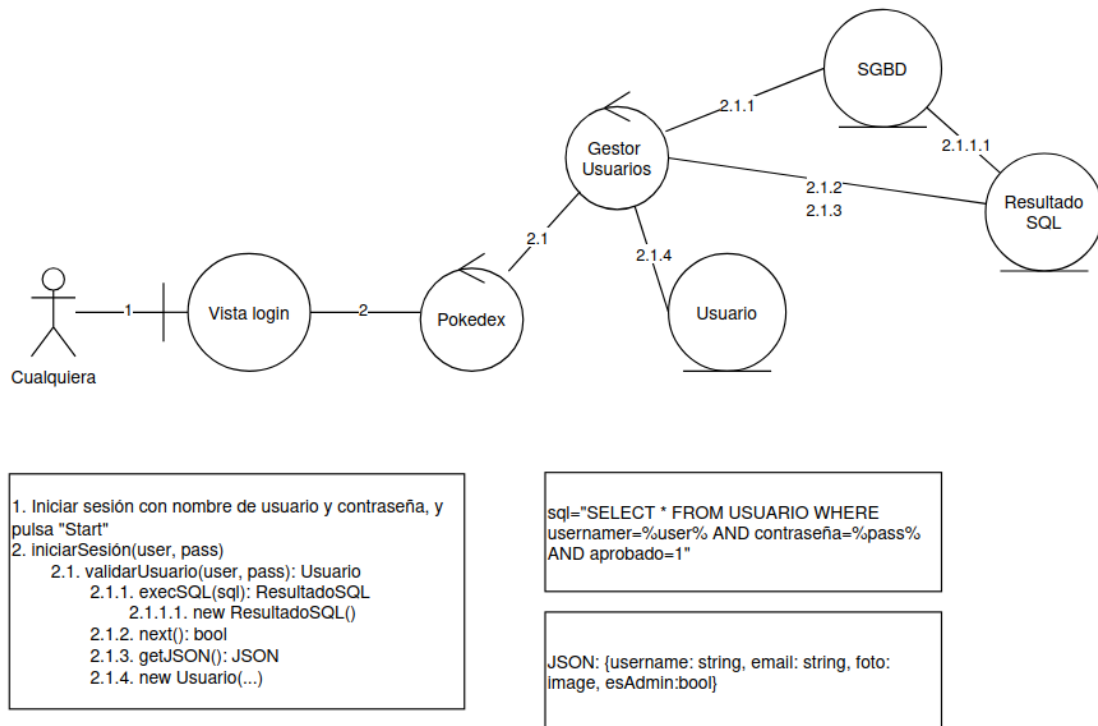 SGBD
2.1.1
Gestor
Usuarios
2.1.1.1
2.1.2
2.1.3
Resultado
SQL
2.1
2.1.4
1
Vista login
2
Pokedex
Usuario
Cualquiera
1. Iniciar sesión con nombre de usuario y contraseña, y
pulsa "Start"
2. iniciarSesión(user, pass)
2.1. validarUsuario(user, pass): Usuario
2.1.1. execSQL(sql): ResultadoSQL
2.1.1.1. new ResultadoSQL()
2.1.2. next(): bool
2.1.3. getJSON(): JSON
2.1.4. new Usuario(...)
sql="SELECT * FROM USUARIO WHERE
usernamer=%user% AND contraseña=%pass%
AND aprobado=1"
JSON: {username: string, email: string, foto:
image, esAdmin:bool}